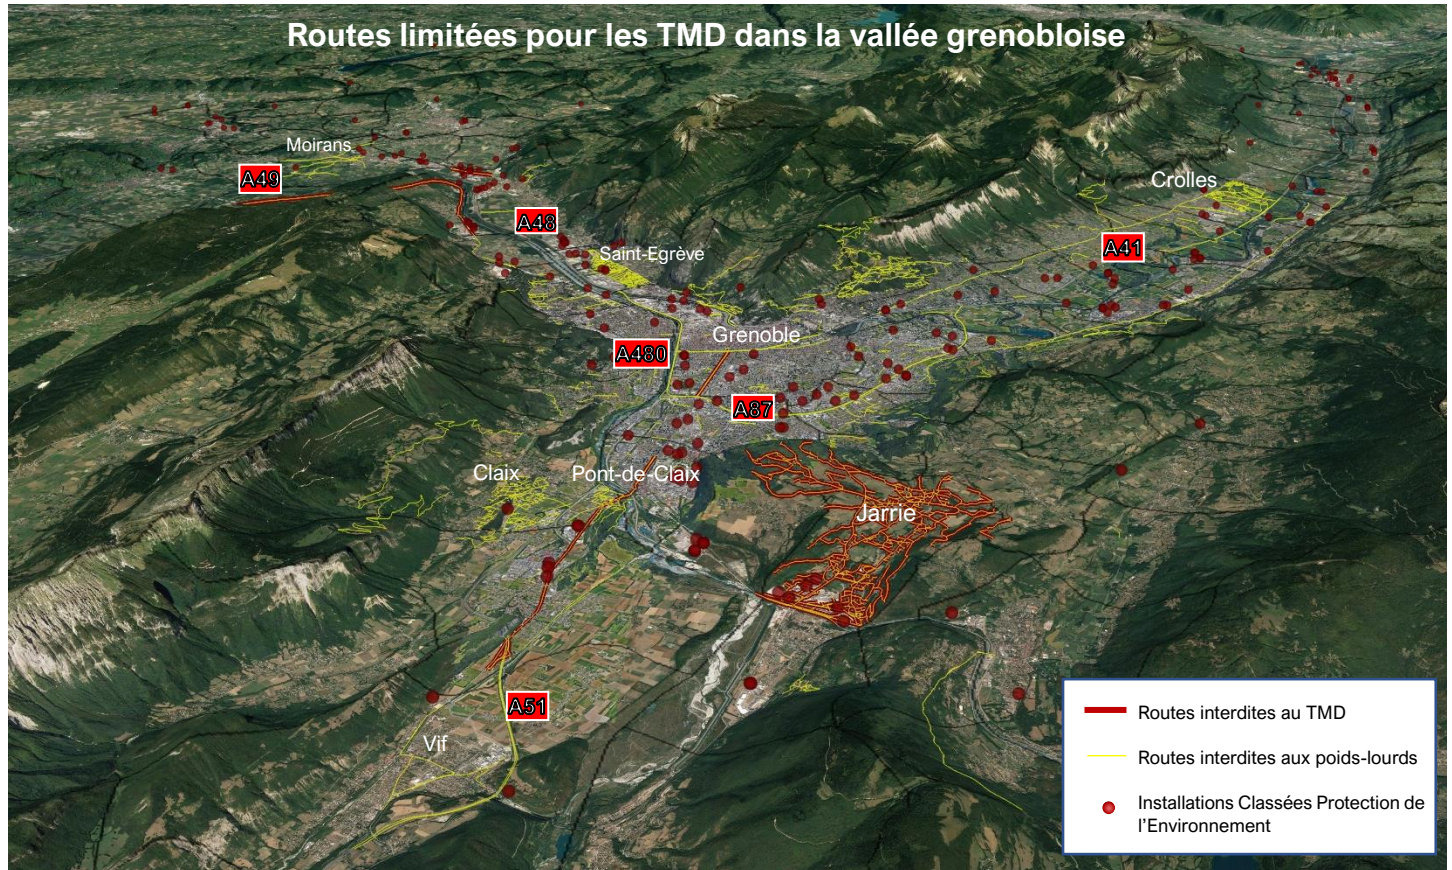 Routes limitées pour les TMD dans la vallée grenobloise
Moirans
A49
Crolles
A48
A41
Saint-Egrève
Grenoble
A480
A87
Claix
Pont-de-Claix
Jarrie
A51
Vif
Routes interdites au TMD
Routes interdites aux poids-lourds
Installations Classées Protection de
l'Environnement